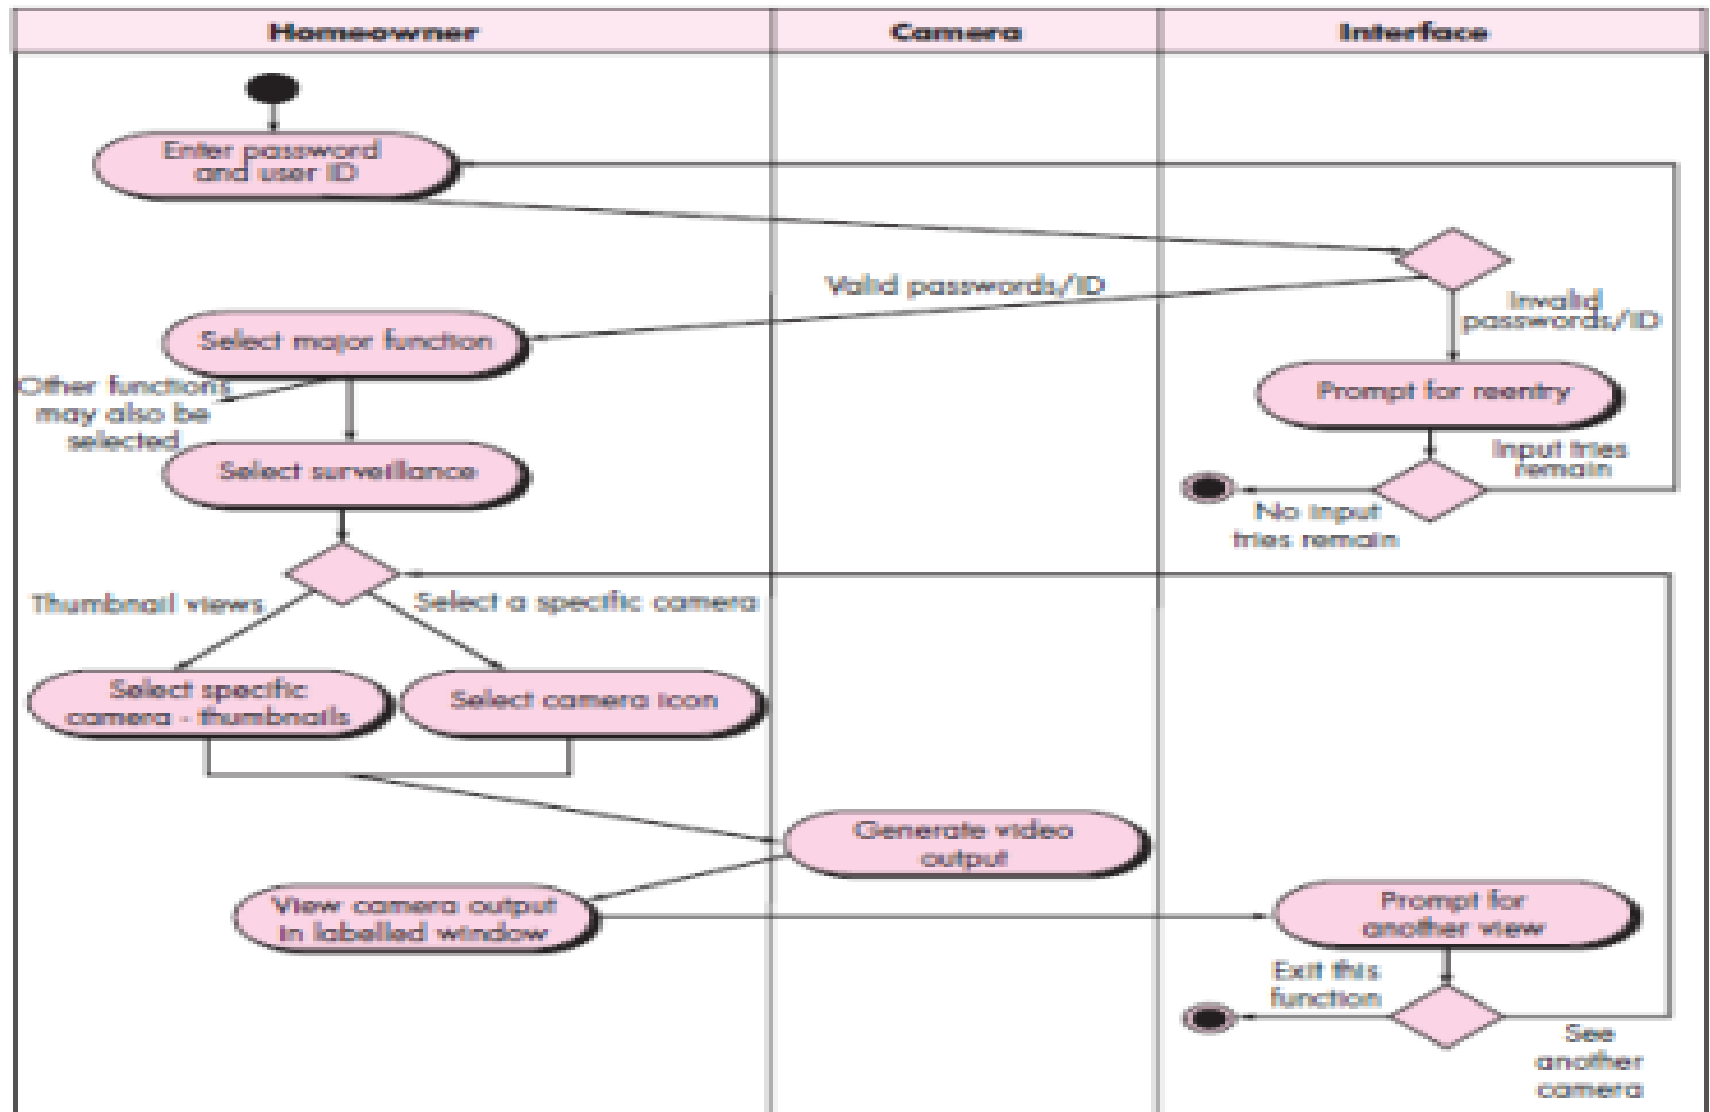 Homeowner
Camera
Interface
Enter password
and user ID
Valid passwords/ID
Invalid
passwords/ID
Select major function
Prompt for reentry
Other functions
may also be
selected
Input tries
remain
Select surveillance
No input
tries remain
Thumbnail views
Select a specific camera
Select specific
camera - thumbnails
Select camera icon
Generate video
output
View camera output
in labelled window
Prompt for
another view
Exit this
function
See
another
camera